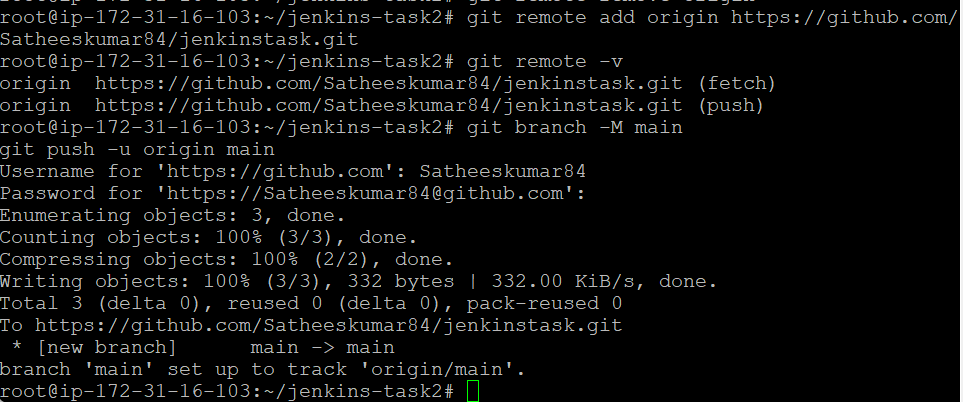 root@ip-172-31-16-103:~/jenkins-task2# git remote add origin https://github.com/
Satheeskumar84/jenkinstask.git
root@ip-172-31-16-103:~/jenkins-task2# git remote -v
origin  https://github.com/Satheeskumar84/jenkinstask.git (fetch)
origin  https://github.com/Satheeskumar84/jenkinstask.git (push)
root@ip-172-31-16-103:~/jenkins-task2# git branch -M main
git push -u origin main
Username for 'https://github.com': Satheeskumar84
Password for 'https://Satheeskumar84@github.com':
Enumerating objects: 3, done.
Counting objects: 100% (3/3), done.
Compressing objects: 100% (2/2), done.
Writing objects: 100% (3/3), 332 bytes | 332.00 KiB/s, done.
Total 3 (delta 0), reused 0 (delta 0), pack-reused 0
To https://github.com/Satheeskumar84/jenkinstask.git
 * [new branch]      main -> main
branch 'main' set up to track 'origin/main'.
root@ip-172-31-16-103:~/jenkins-task2#